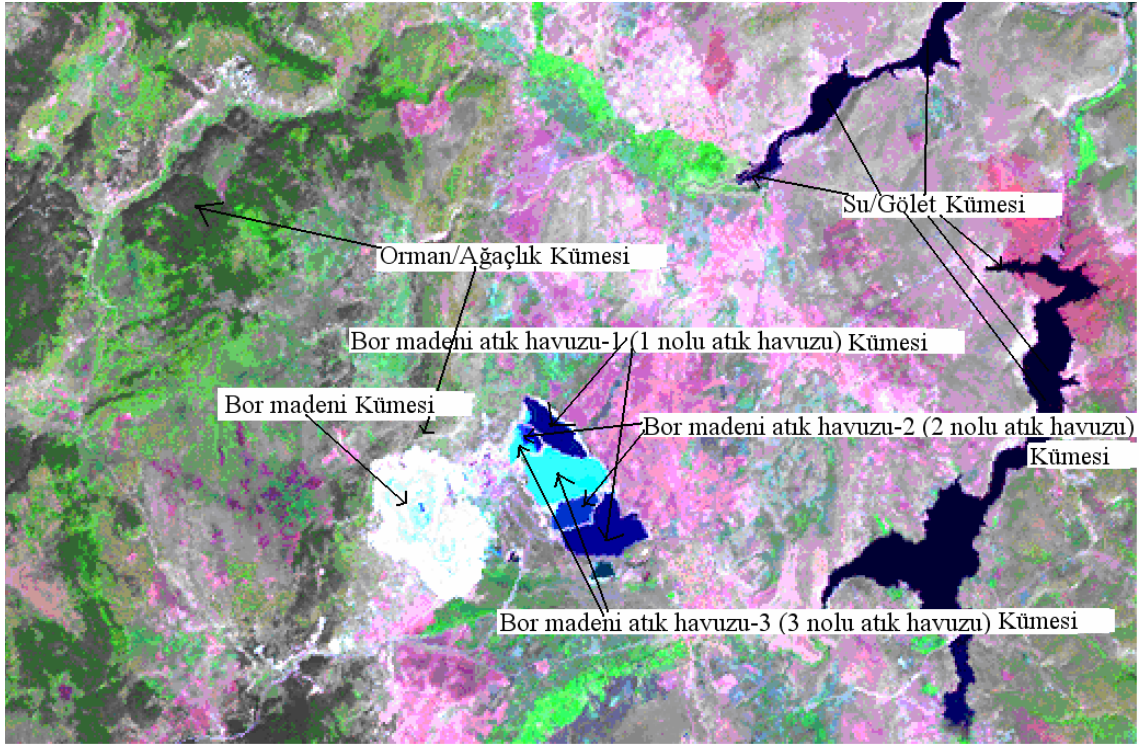 Su/Gölet Kümesi
Orman/Ağaçlık Kümesi
Bor madeni atık havuzu-1 (1 nolu atık havuzu) Kümesi
Bor madeni Kümesi
Bor madeni atık havuzu-2 (2 nolu atık havuzu)
Kümesi
Bor madeni atık havuzu-3 (3 nolu atık havuzu) Kümesi